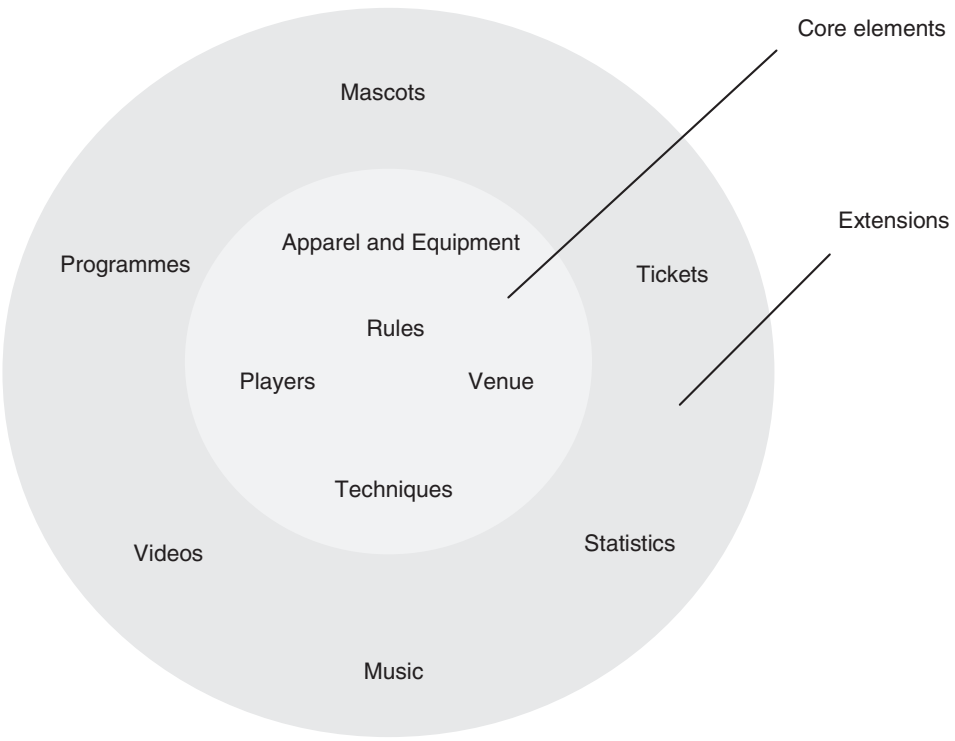 Core elements
Mascots
Extensions
Apparel and Equipment
Programmes
Tickets
Rules
Players
Venue
Techniques
Videos
Statistics
Music